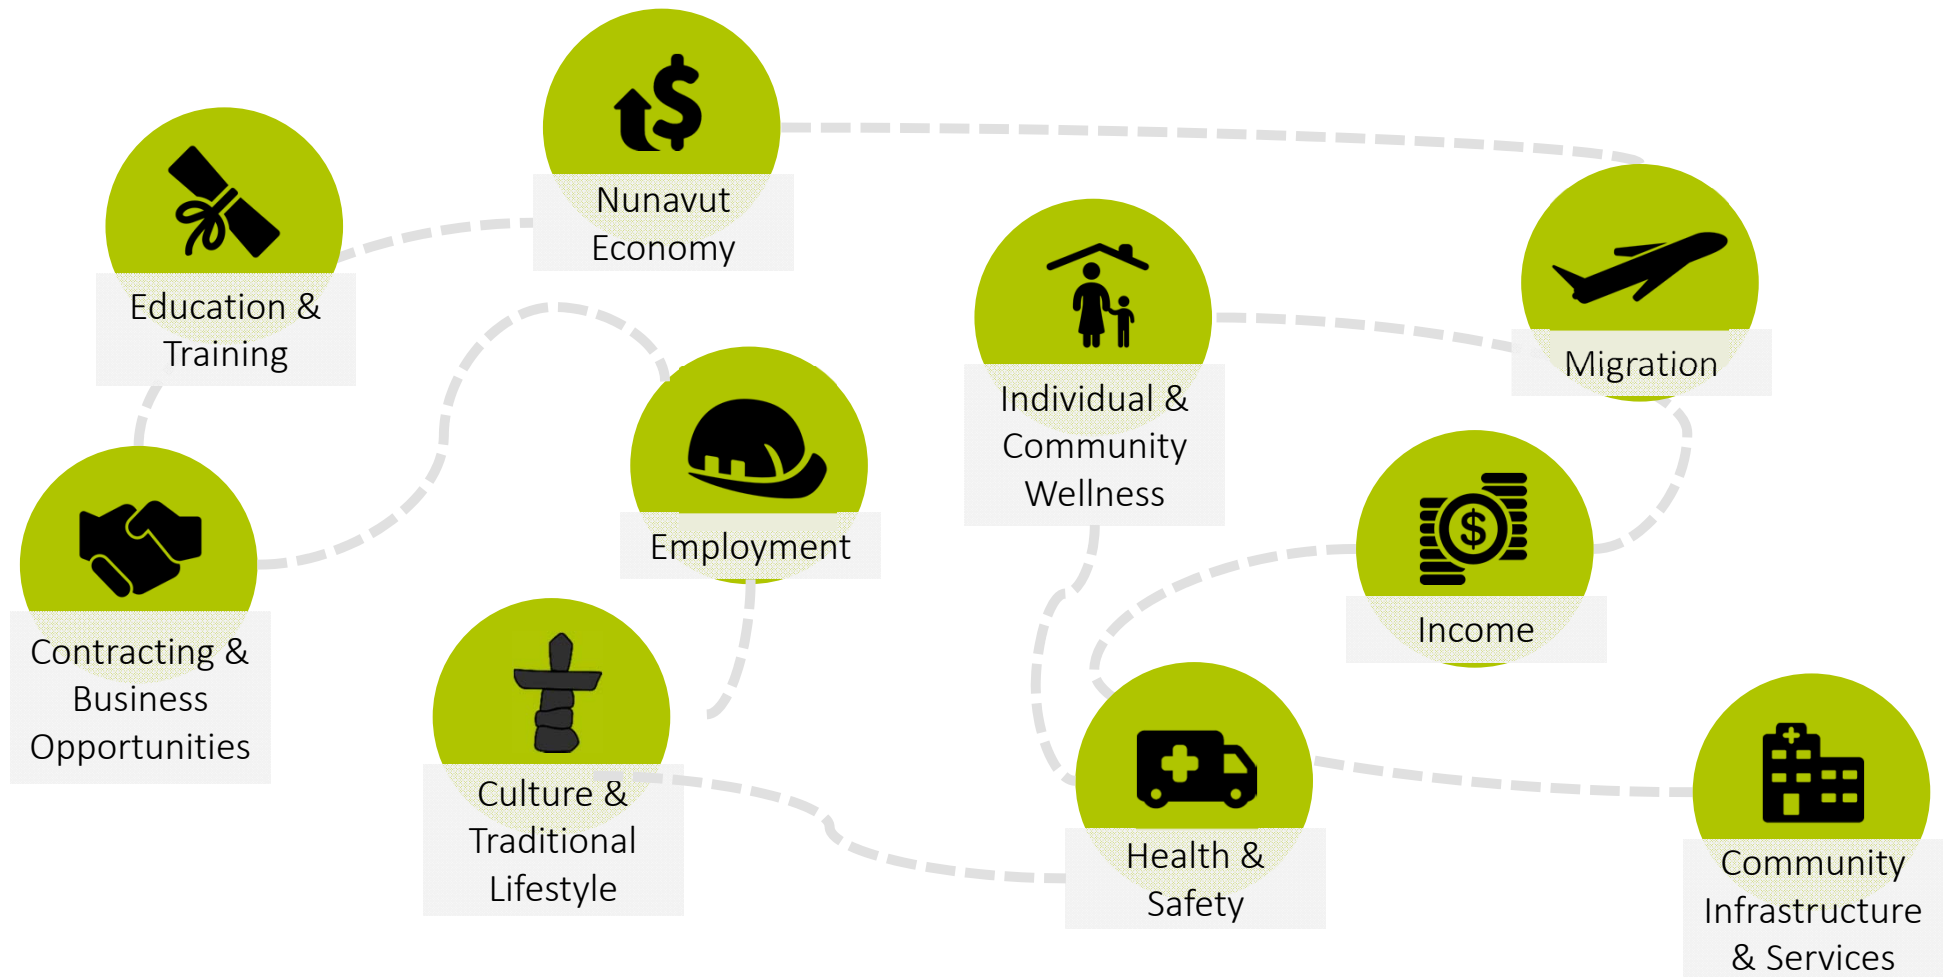 Nunavut
Economy
Education &
Training
Migration
Individual &
Community
Wellness
Employment
Income
Contracting &
Business
Opportunities
Culture &
Traditional
Lifestyle
Health &
Safety
Community
Infrastructure
& Services